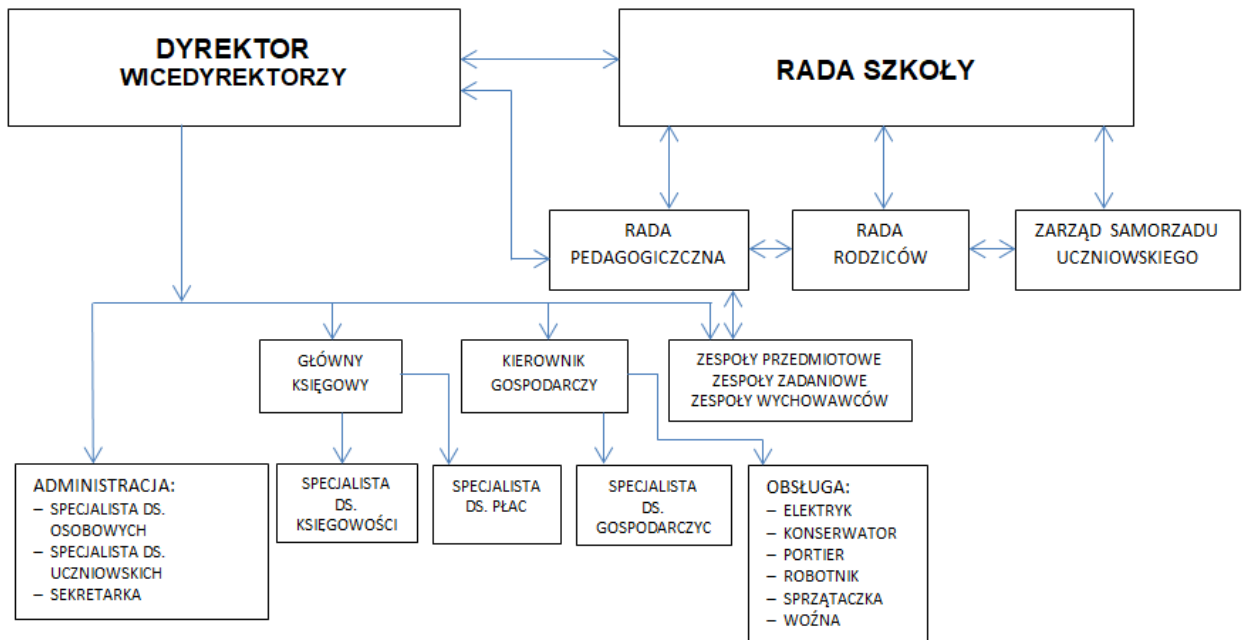 DYREKTOR
WICEDYREKTORZY
RADA SZKOŁY
RADA
PEDAGOGICZCZNA
RADA
RODZICÓW
ZARZĄD SAMORZADU
UCZNIOWSKIEGO
GŁÓWNY
KSIĘGOWY
KIEROWNIK
GOSPODARCZY
ZESPOŁY PRZEDMIOTOWE
ZESPOŁY ZADANIOWE
ZESPOŁY WYCHOWAWCÓW
ADMINISTRACJA:
– SPECJALISTA DS.
OSOBOWYCH
– SPECJALISTA DS.
UCZNIOWSKICH
– SEKRETARKA
SPECJALISTA
DS.
KSIĘGOWOŚCI
SPECJALISTA
DS. PŁAC
SPECJALISTA
DS.
GOSPODARCZYC
OBSŁUGA:
– ELEKTRYK
– KONSERWATOR
– PORTIER
– ROBOTNIK
– SPRZĄTACZKA
– WOŹNA